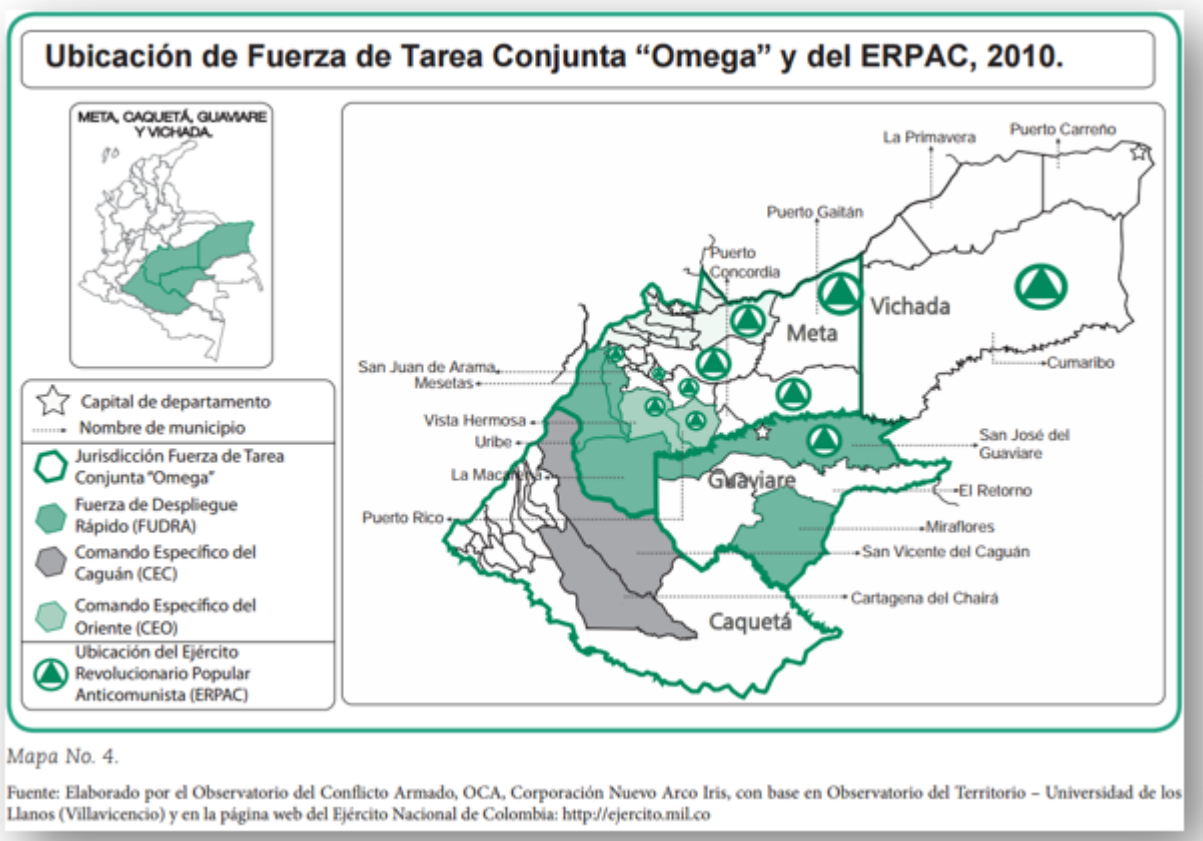 Ubicación de Fuerza de Tarea Conjunta “Omega” y del ERPAC, 2010.
META, CAQUETÁ, GUAVIARE
Y VICHADA.
Capital de departamento
Nombre de municipio
Jurisdicción Fuerza de Tarea
Conjunta “Omega”
Fuerza de Despliegue
Rápido (FUDRA)
Comando Específico del
Caguán (CEC)
Comando Específico del
Oriente (CEO)
Ubicación del Ejército
Revolucionario Popular
Anticomunista (ERPAC)
La Primavera
Puerto Carreño
Puerto Gaitán
Puerto
Concordia
Vichada
Meta
Cumaribo
San Juan de Arama
Mesetas
Vista Hermosa
Uribe
La Macarena
Puerto Rico
San José del
Guaviare
Guaviare
El Retorno
Miraflores
San Vicente del Caguán
Cartagena del Chairá
Caquetá
Mapa No. 4.
Fuente: Elaborado por el Observatorio del Conflicto Armado, OCA, Corporación Nuevo Arco Iris, con base en Observatorio del Territorio – Universidad de los
Llanos (Villavicencio) y en la página web del Ejército Nacional de Colombia: http://ejercito.mil.co